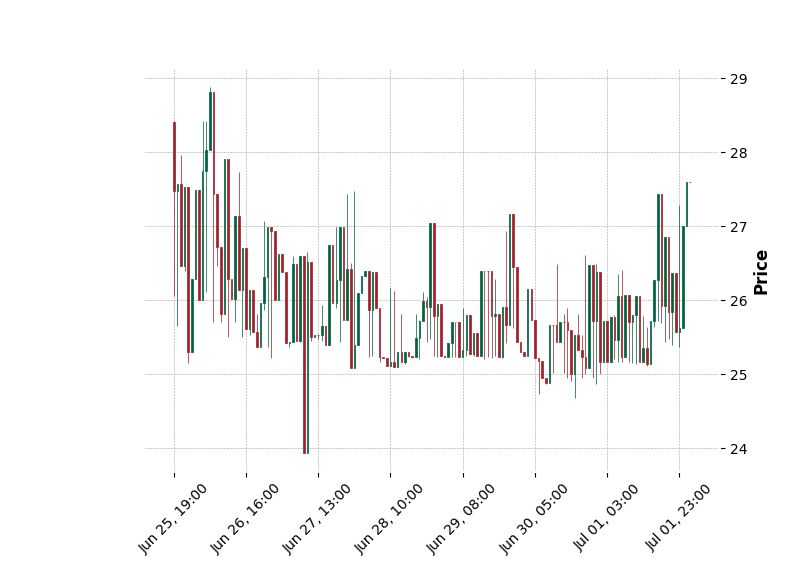 29
28
27
26
25
24
Price
Jun 25, 19:00
Jun 26, 16:00
Jun 27, 13:00
Jun 28, 10:00
Jun 29, 08:00
Jun 30, 05:00
Jul 01, 03:00
Jul 01, 23:00